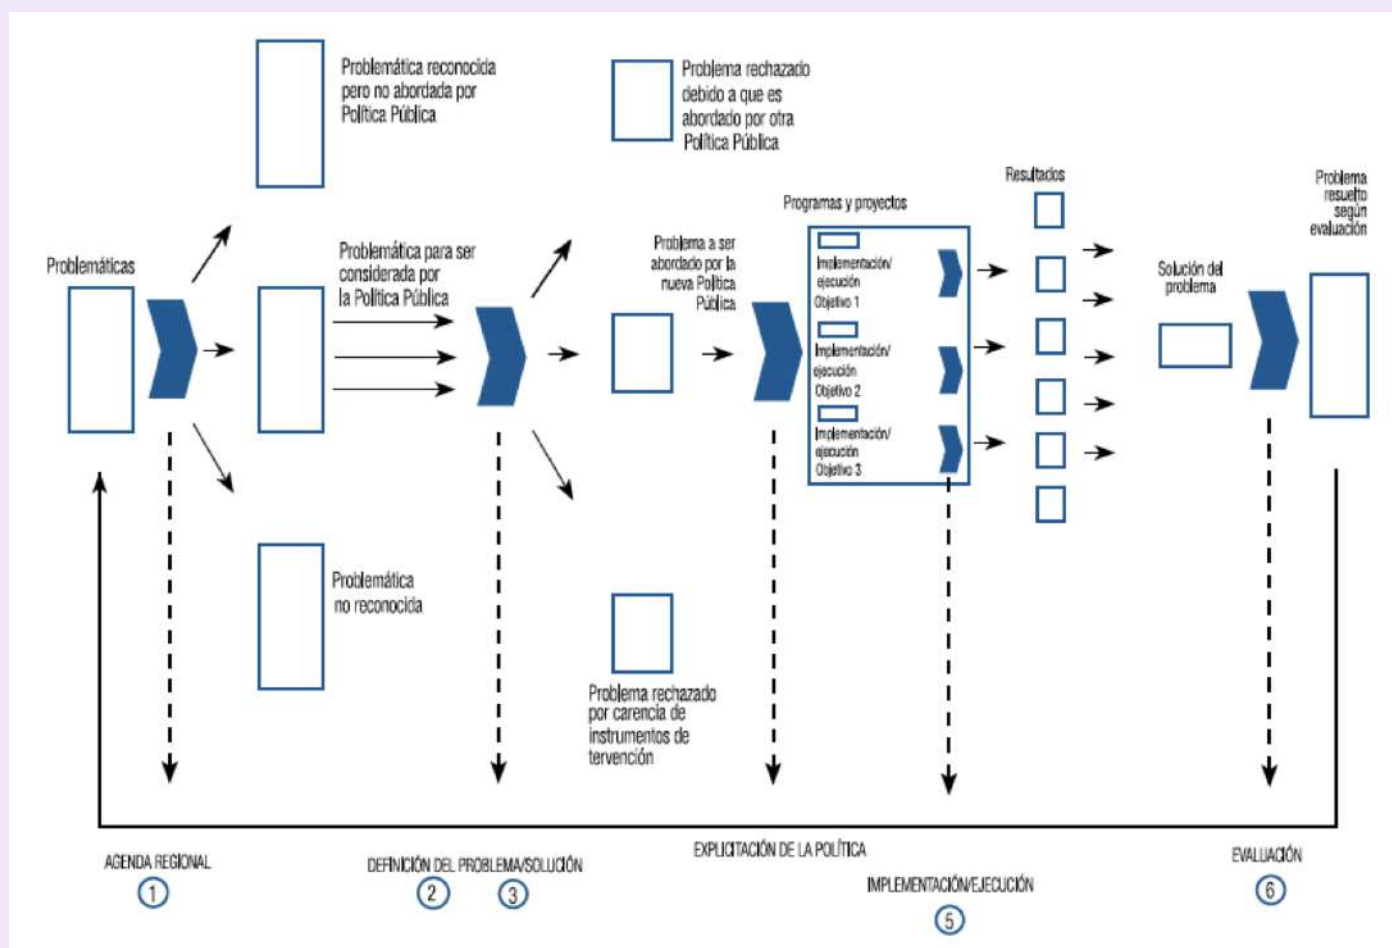 Problemática reconocida
pero no abordada por
Política Pública
Problema rechazado
debido a que es
abordado por otra
Política Pública
Problemáticas
Problemática para ser
considerada por
la Política Pública
Problema a ser
abordado por la
nueva Política
Pública
Programas y proyectos
Implementación/
ejecución
Objetivo 1
Implementación/
ejecución
Objetivo 2
Implementación/
ejecución
Objetivo 3
Resultados
Solución del
problema
Problema
resuelto
según
evaluación
Problemática
no reconocida
Problema rechazado
por carencia de
instrumentos de
tervención
AGENDA REGIONAL
1
DEFINICIÓN DEL PROBLEMA/SOLUCIÓN
2
3
EXPLICITACIÓN DE LA POLÍTICA
IMPLEMENTACIÓN/EJECUCIÓN
5
EVALUACIÓN
6